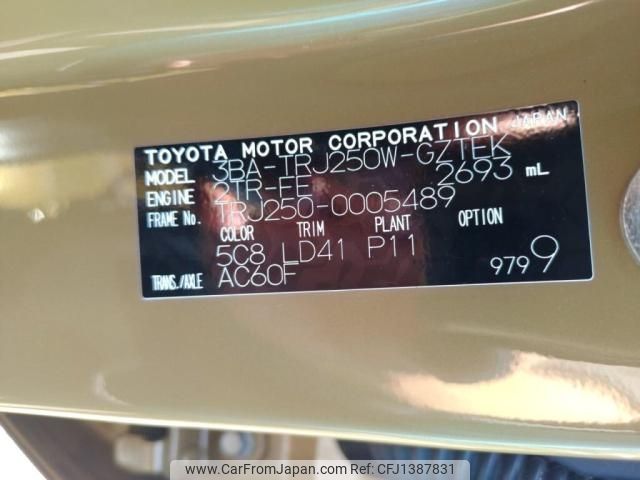 TOYOTA MOTOR CORPORATION JAPAN
MODEL 3BA-TRJ250W-GZTEK
ENGINE 2TR-FE 2693 mL
FRAME No. TRJ250-0005489
COLOR TRIM PLANT OPTION
5C8 LD41 P11
TRANS./AXLE AC60F 9799
www.CarFromJapan.com - CFJ1387831